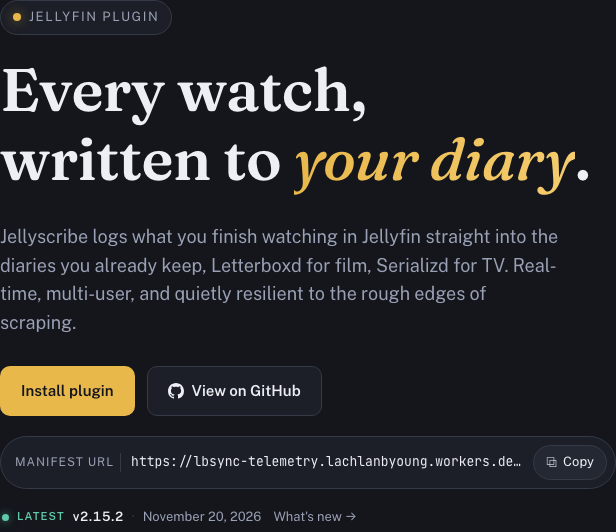 JELLYFIN PLUGIN
Every watch,
written to your diary.
Jellyscribe logs what you finish watching in Jellyfin straight into the
diaries you already keep, Letterboxd for film, Serializd for TV. Real-
time, multi-user, and quietly resilient to the rough edges of
scraping.
Install plugin
View on GitHub
MANIFEST URL https://lbsync-telemetry.lachlanbyoung.workers.de… Copy
LATEST v2.15.2 · November 20, 2026 What's new →